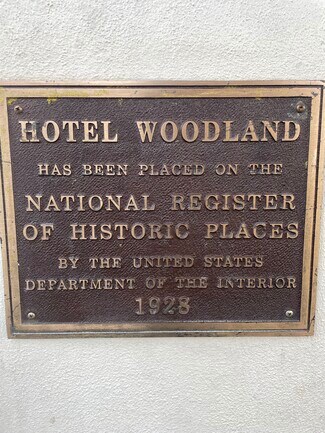 HOTEL WOODLAND
HAS BEEN PLACED ON THE
NATIONAL REGISTER
OF HISTORIC PLACES
BY THE UNITED STATES
DEPARTMENT OF THE INTERIOR
1928